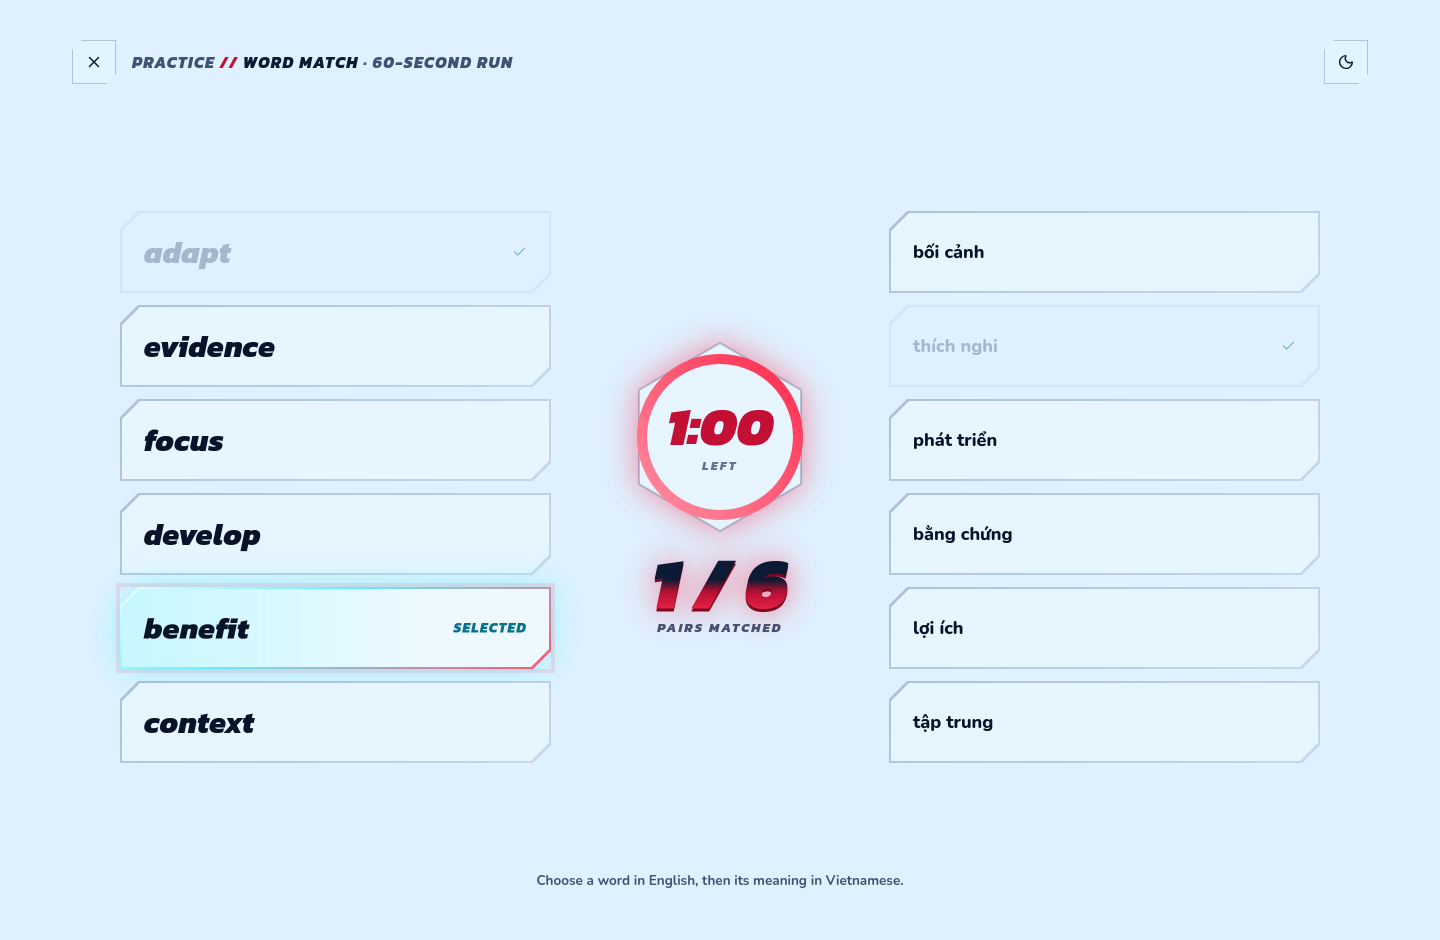 PRACTICE // WORD MATCH · 60-SECOND RUN
adapt
evidence
focus
develop
benefit SELECTED
context
1:00
LEFT
1/6
PAIRS MATCHED
bối cảnh
thích nghi
phát triển
bằng chứng
lợi ích
tập trung
Choose a word in English, then its meaning in Vietnamese.